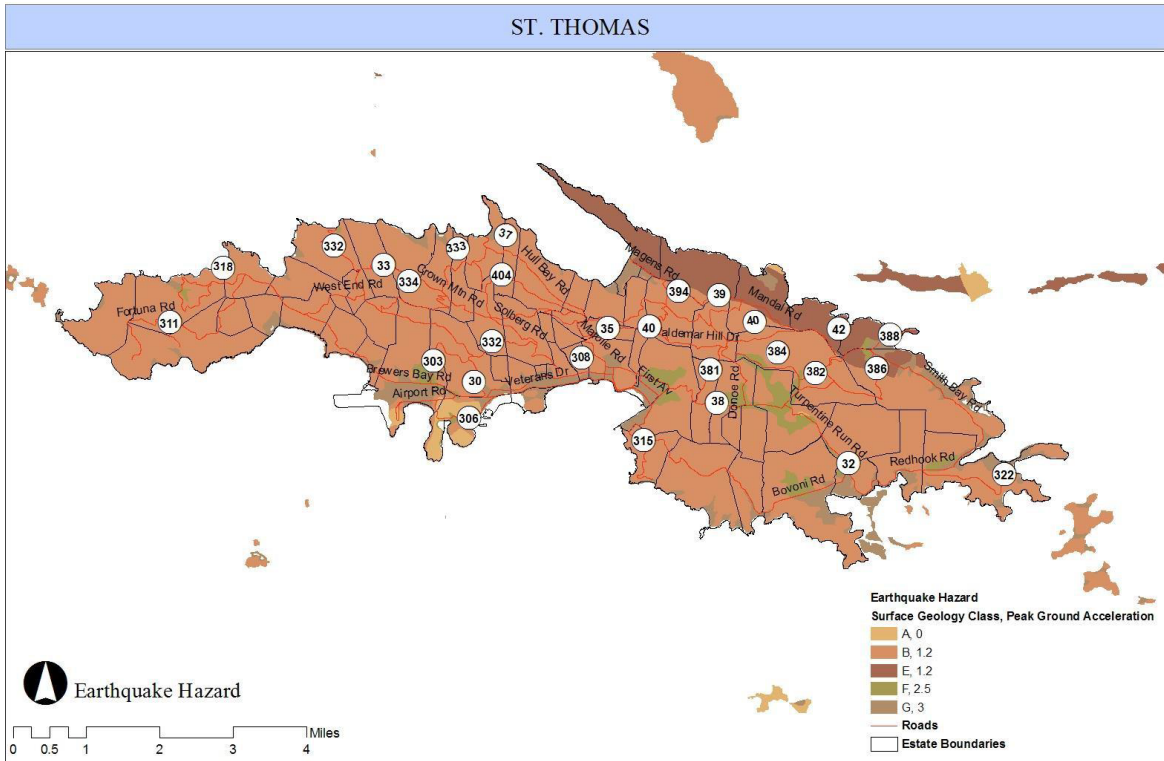 ST. THOMAS
37
332
333
318
33
404
Hull Bay Rd
Magens Rd
334
Crown Mtn Rd
West End Rd
394
39
Mandal Rd
Fortuna Rd
311
Solberg Rd
35
40
aldemar Hill Dr
40
42
388
332
Mafolie Rd
308
384
303
381
382
386
Smith Bay Rd
Brewers Bay Rd
30
Veterans Dr
First Av
Donoe Rd
Airport Rd
38
Turpentine Run Rd
306
315
32
Redhook Rd
322
Bovoni Rd
Earthquake Hazard
Surface Geology Class, Peak Ground Acceleration
A, 0
B, 1.2
E, 1.2
F, 2.5
G, 3
Roads
Estate Boundaries
Earthquake Hazard
Miles
0 0.5 1 2 3 4